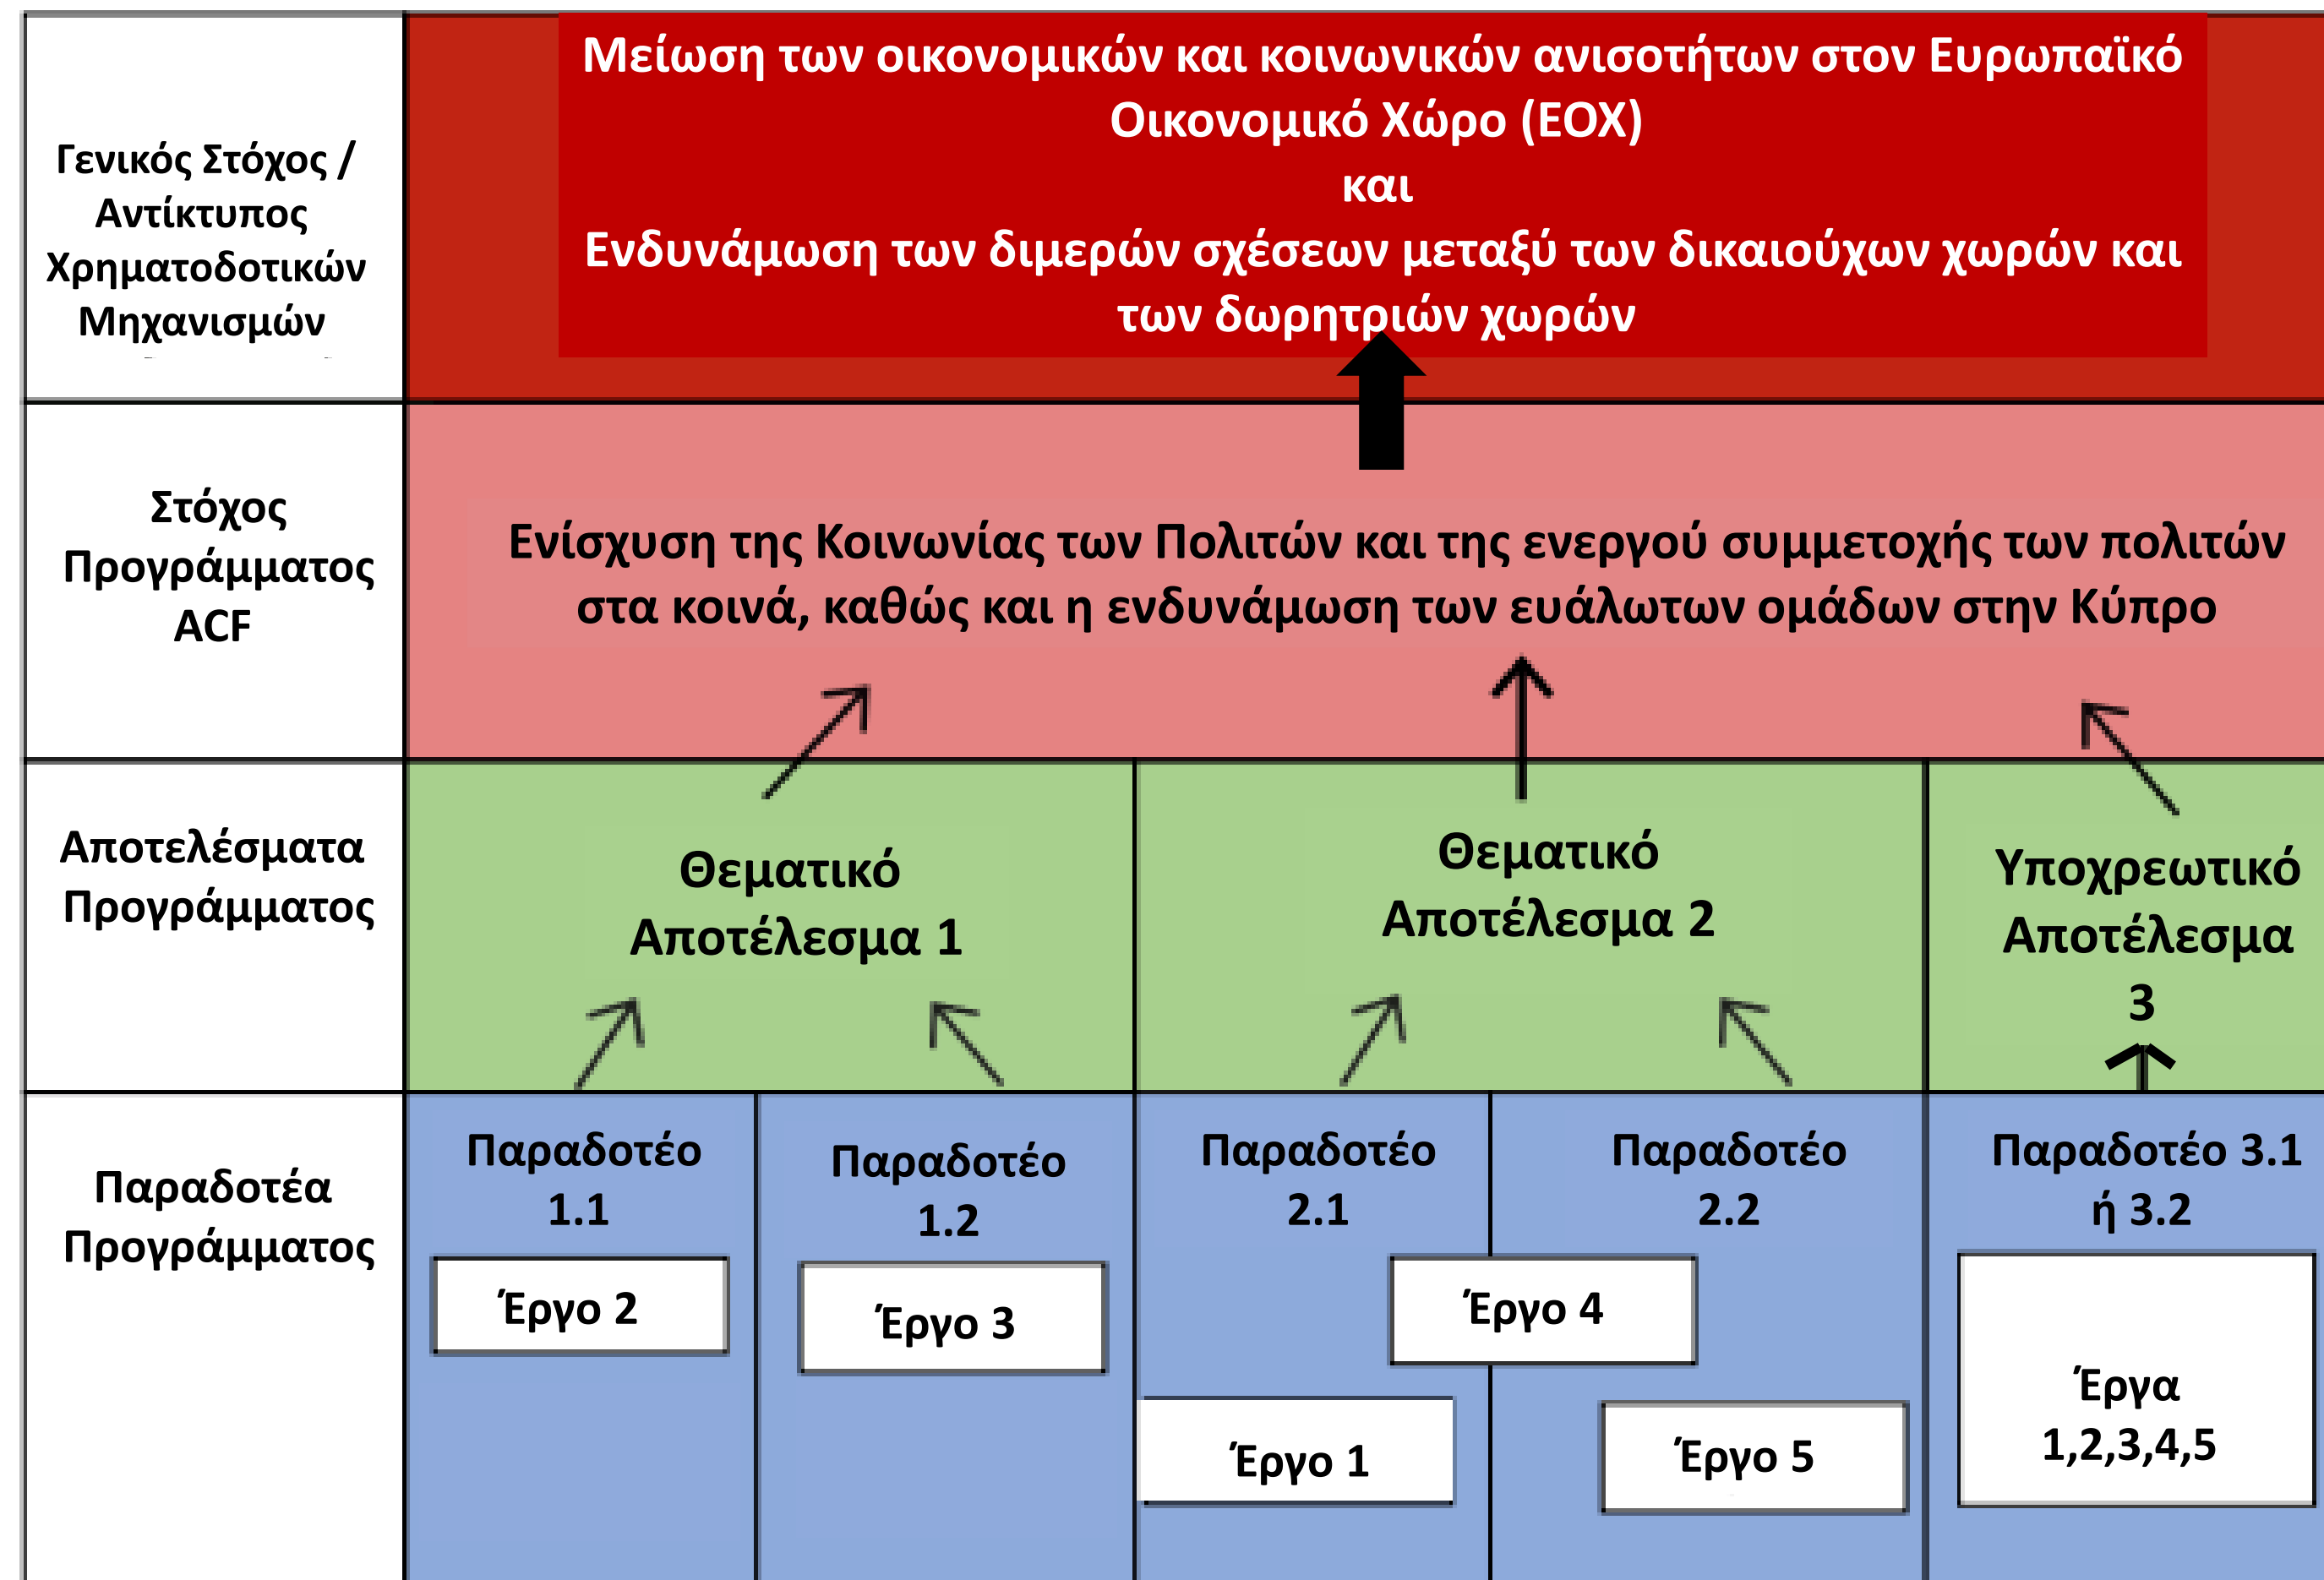 Γενικός Στόχος /
Αντίκτυπος
Χρηματοδοτικών
Μηχανισμών
Μείωση των οικονομικών και κοινωνικών ανισοτήτων στον Ευρωπαϊκό
Οικονομικό Χώρο (ΕΟΧ)
και
Ενδυνάμωση των διμερών σχέσεων μεταξύ των δικαιούχων χωρών και
των δωρητριών χωρών
Στόχος
Προγράμματος
ACF
Ενίσχυση της Κοινωνίας των Πολιτών και της ενεργού συμμετοχής των πολιτών
στα κοινά, καθώς και η ενδυνάμωση των ευάλωτων ομάδων στην Κύπρο
Αποτελέσματα
Προγράμματος
Θεματικό
Αποτέλεσμα 1
Θεματικό
Αποτέλεσμα 2
Υποχρεωτικό
Αποτέλεσμα
3
Παραδοτέα
Προγράμματος
Παραδοτέο
1.1
Έργο 2
Παραδοτέο
1.2
Έργο 3
Παραδοτέο
2.1
Παραδοτέο
2.2
Έργο 4
Έργο 1
Έργο 5
Παραδοτέο 3.1
ή 3.2
Έργα
1,2,3,4,5